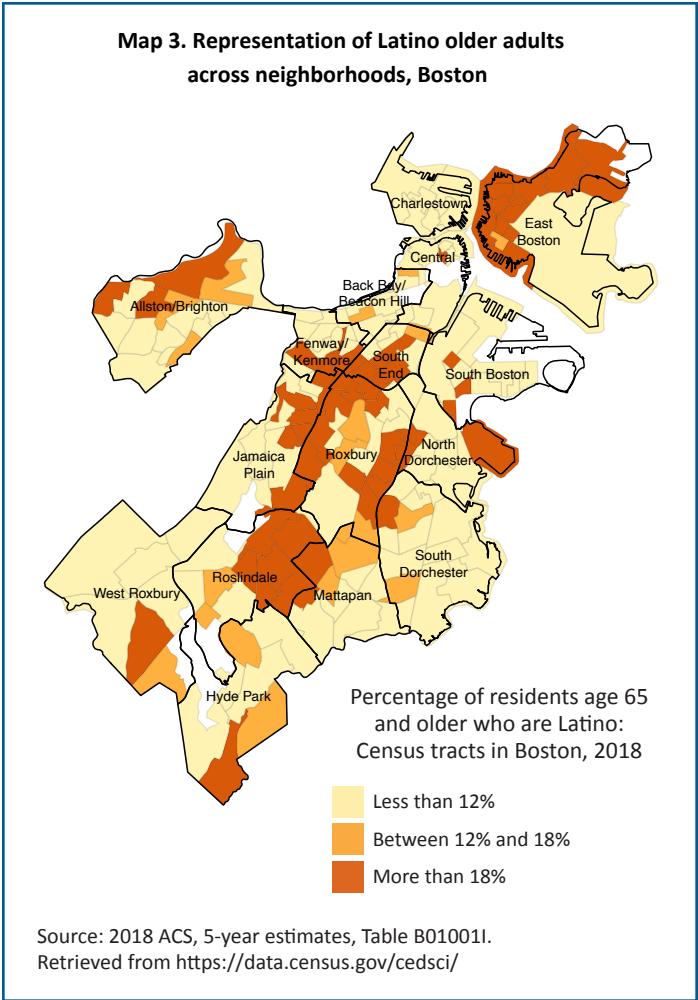 Map 3. Representation of Latino older adults
across neighborhoods, Boston
Charlestown
East
Boston
Central
Back Bay/
Beacon Hill
Allston/Brighton
Fenway/
Kenmore
South
End
South Boston
Jamaica
Plain
Roxbury
North
Dorchester
South
Dorchester
West Roxbury
Roslindale
Mattapan
Hyde Park
Percentage of residents age 65
and older who are Latino:
Census tracts in Boston, 2018
Less than 12%
Between 12% and 18%
More than 18%
Source: 2018 ACS, 5-year estimates, Table B01001I.
Retrieved from https://data.census.gov/cedsci/